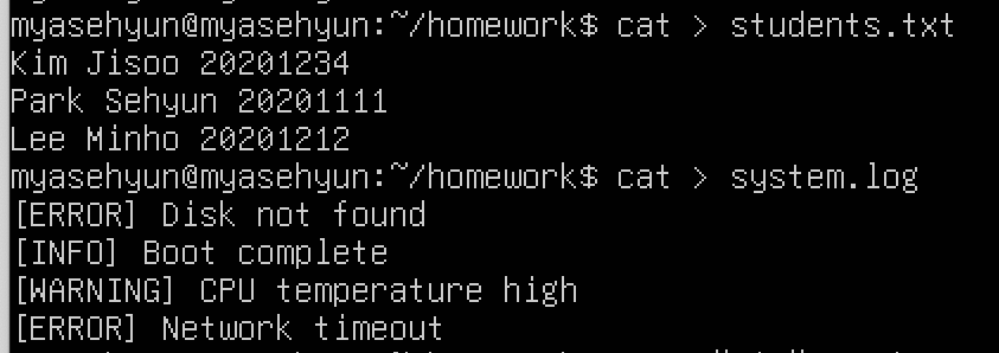 myasehyun@myasehyun:~/homework$ cat > students.txt
Kim Jisoo 20201234
Park Sehyun 20201111
Lee Minho 20201212
myasehyun@myasehyun:~/homework$ cat > system.log
[ERROR] Disk not found
[INFO] Boot complete
[WARNING] CPU temperature high
[ERROR] Network timeout